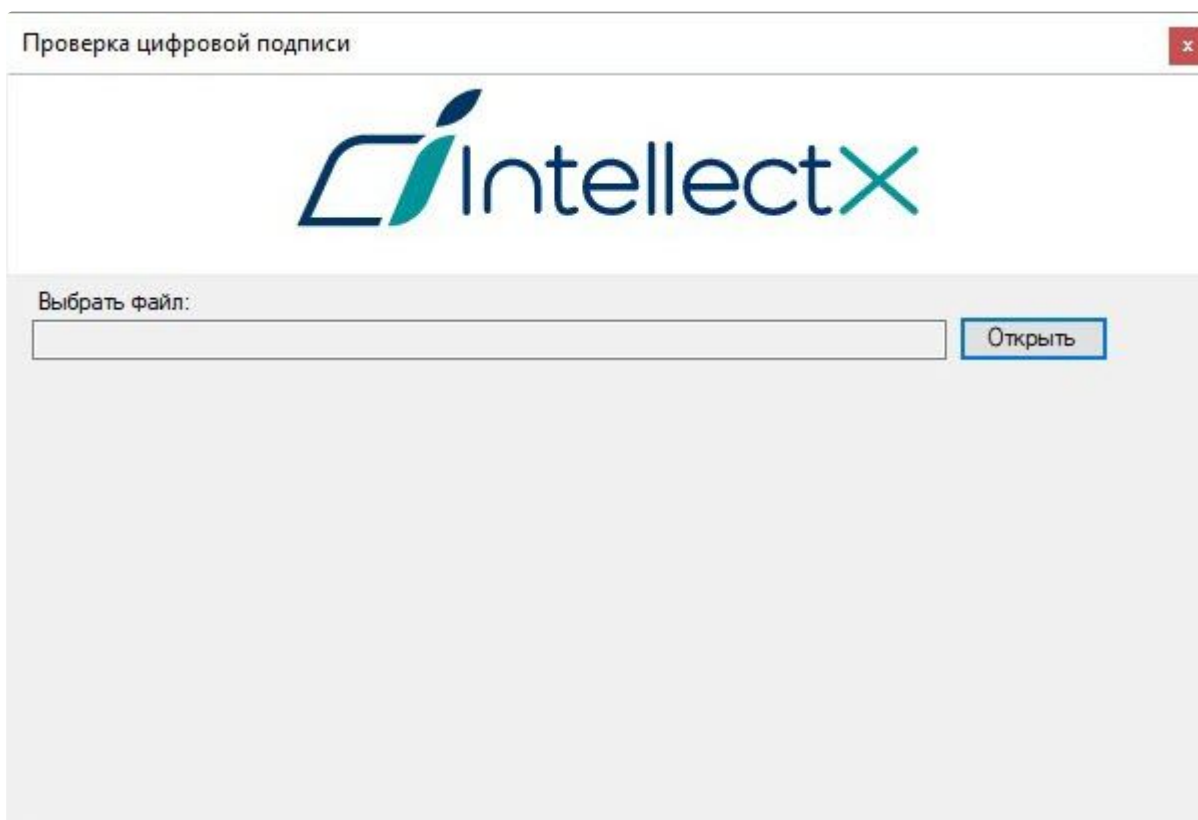 Проверка цифровой подписи
x
IntellectX
Выбрать файл:
Открыть